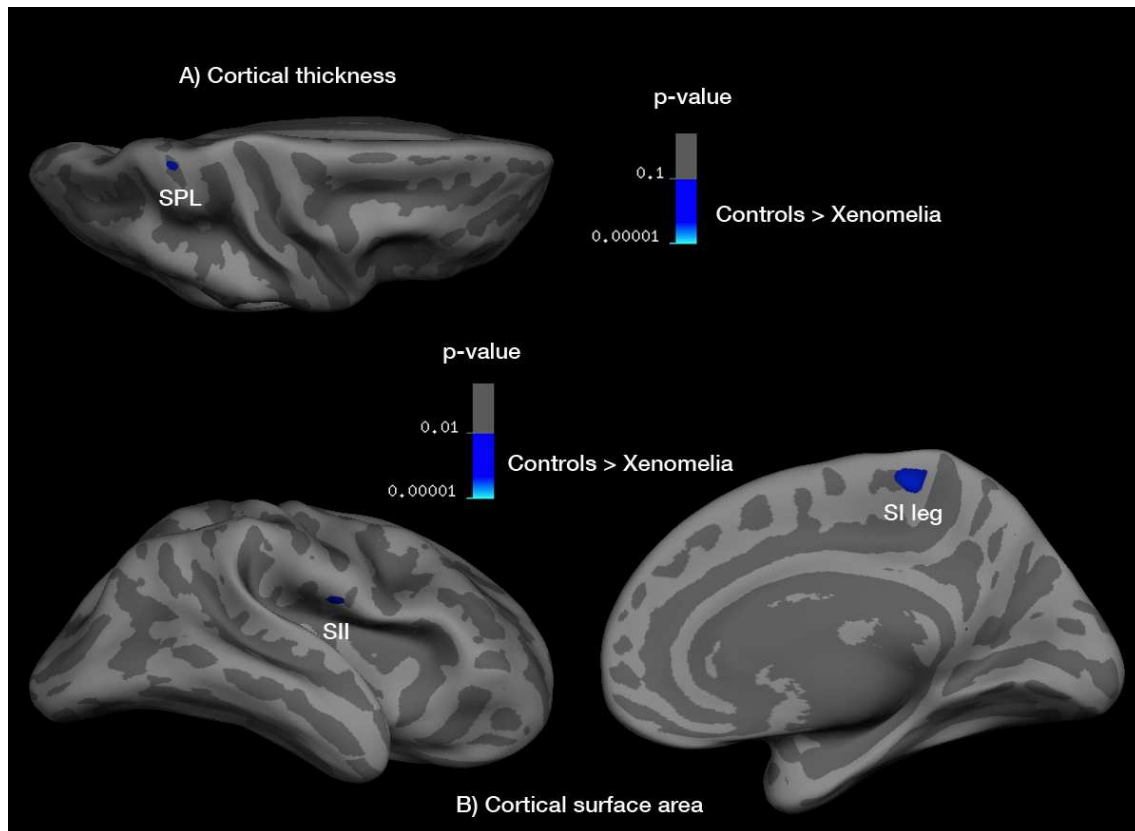 A) Cortical thickness
p-value
0.1
0.00001
Controls > Xenomelia
SPL
p-value
0.01
0.00001
Controls > Xenomelia
SI leg
SII
B) Cortical surface area